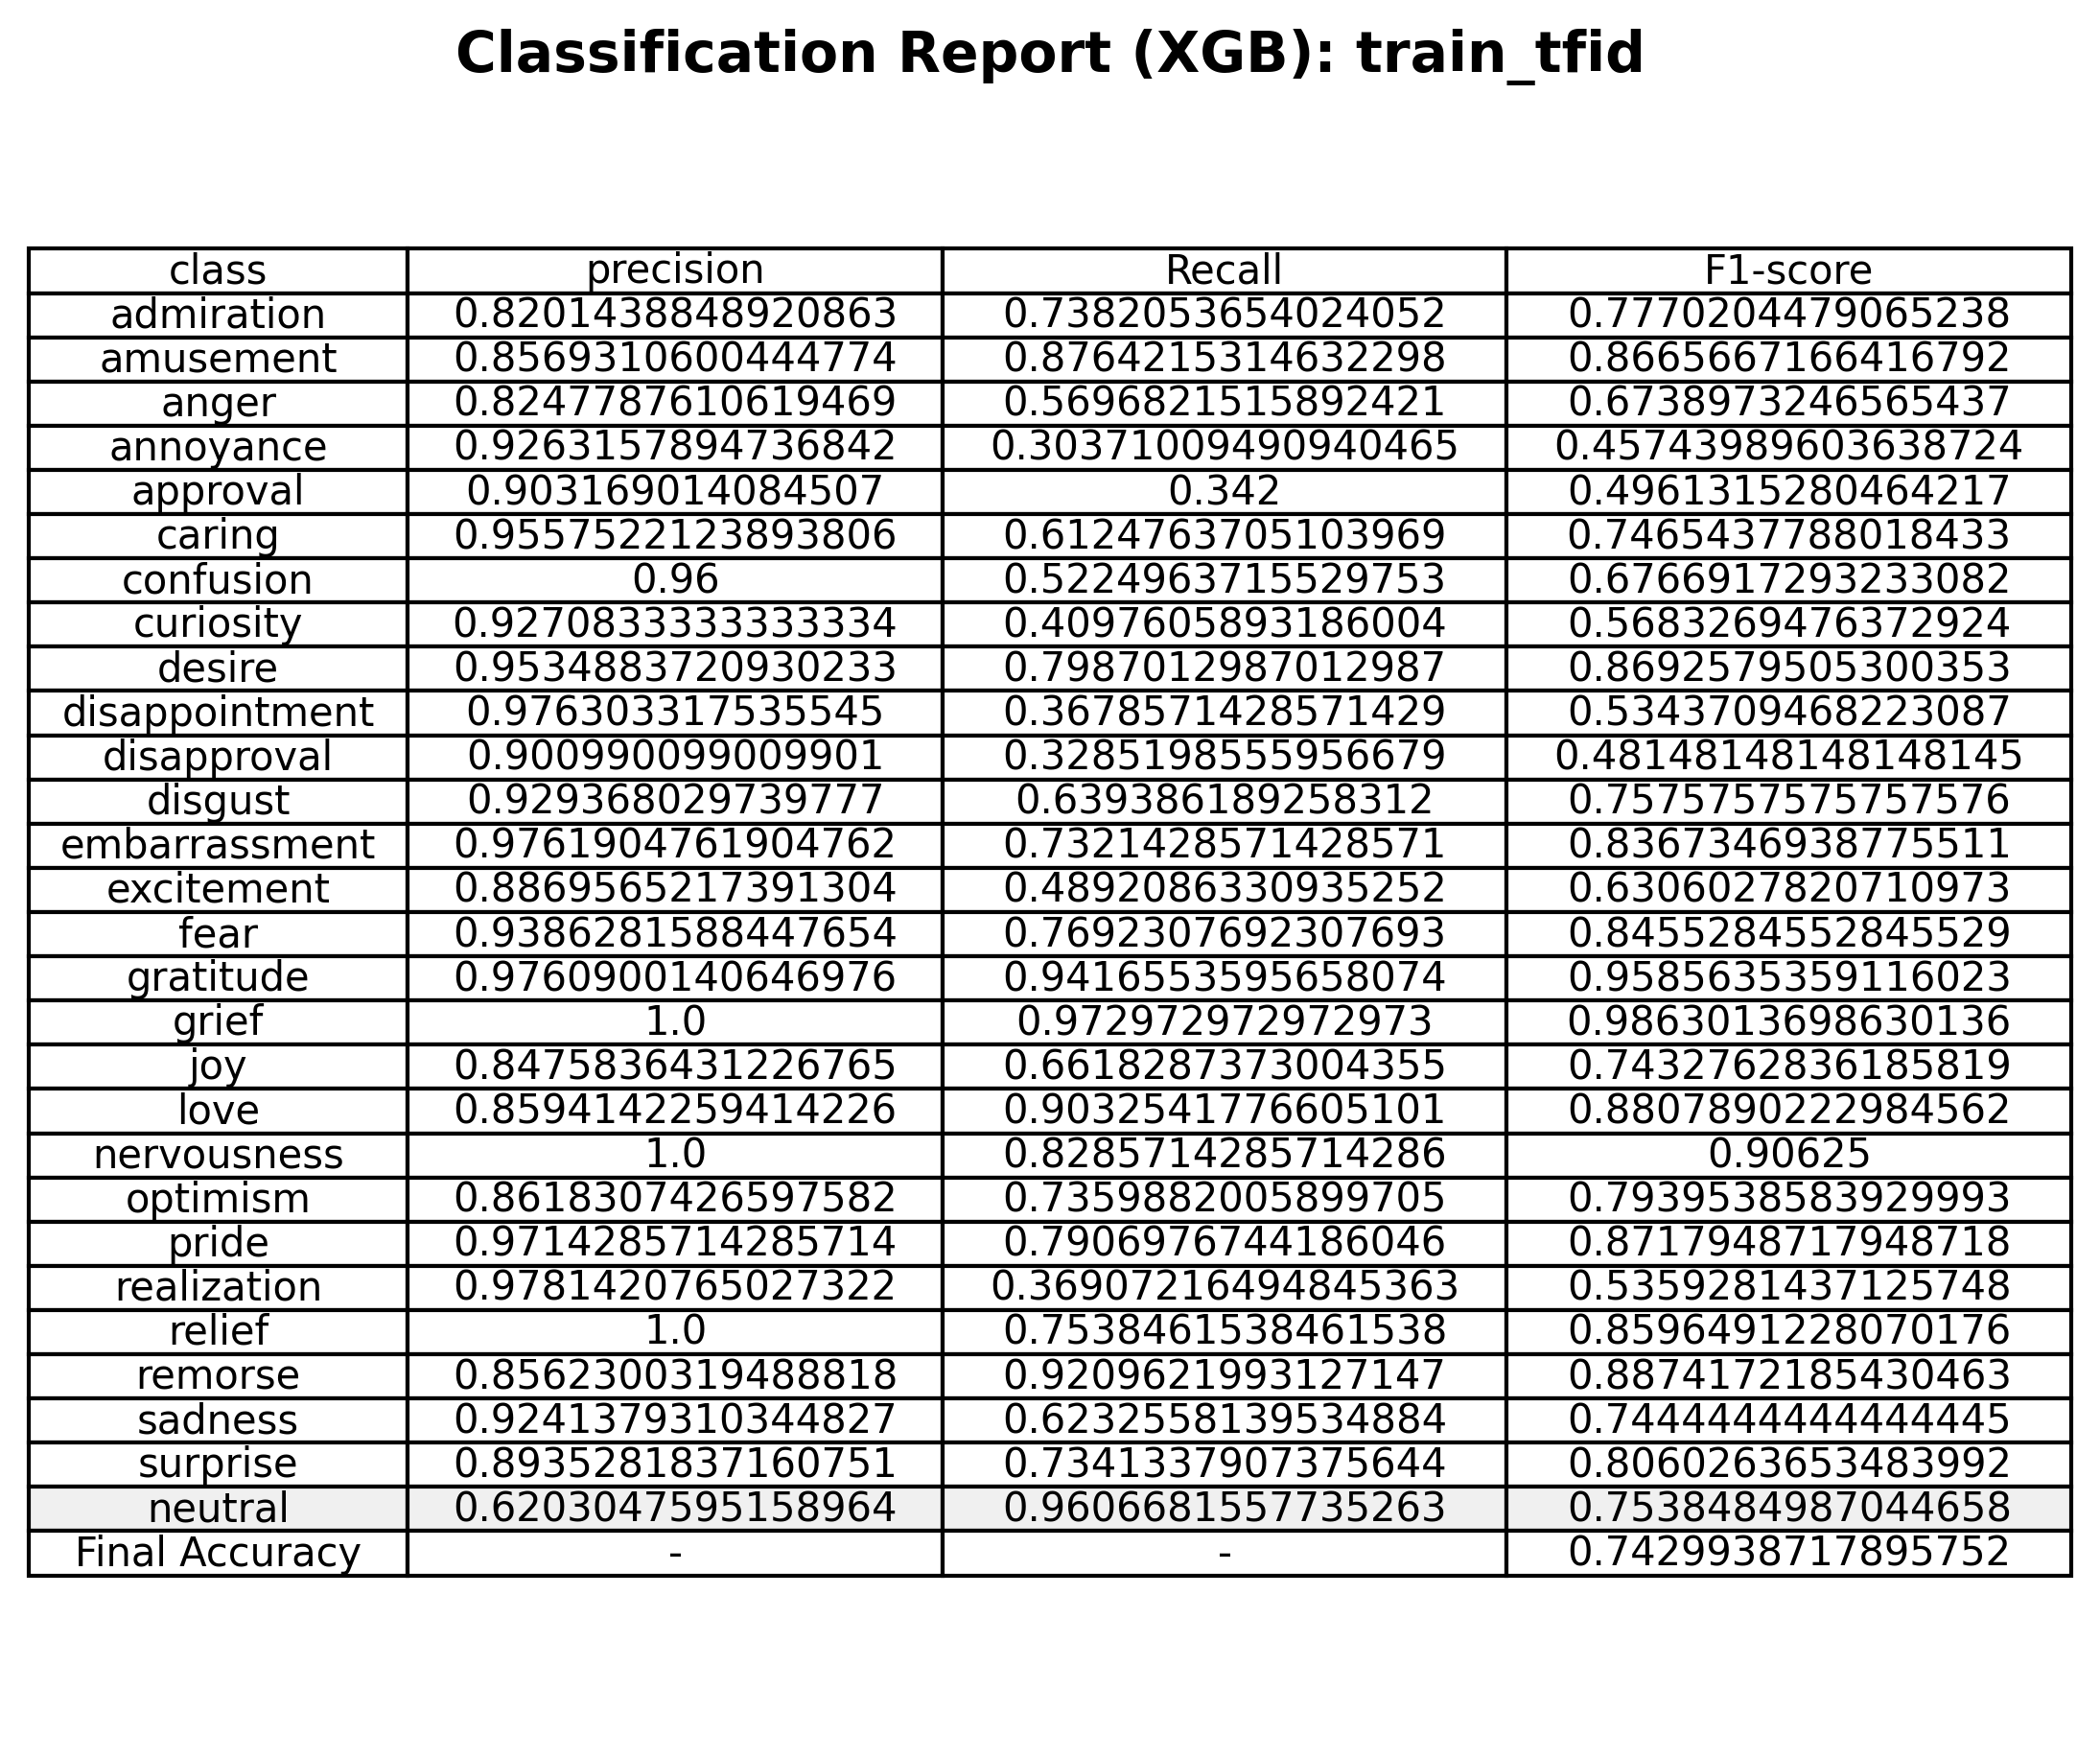 Classification Report (XGB): train_tfid
class precision Recall F1-score
admiration 0.8201438848920863 0.7382053654024052 0.7770204479065238
amusement 0.8569310600444774 0.8764215314632298 0.8665667166416792
anger 0.8247787610619469 0.5696821515892421 0.6738973246565437
annoyance 0.9263157894736842 0.30371009490940465 0.45743989603638724
approval 0.903169014084507 0.342 0.4961315280464217
caring 0.9557522123893806 0.6124763705103969 0.7465437788018433
confusion 0.96 0.5224963715529753 0.6766917293233082
curiosity 0.9270833333333334 0.4097605893186004 0.5683269476372924
desire 0.9534883720930233 0.7987012987012987 0.8692579505300353
disappointment 0.976303317535545 0.3678571428571429 0.5343709468223087
disapproval 0.900990099009901 0.3285198555956679 0.48148148148148145
disgust 0.929368029739777 0.639386189258312 0.7575757575757576
embarrassment 0.9761904761904762 0.7321428571428571 0.8367346938775511
excitement 0.8869565217391304 0.4892086330935252 0.6306027820710973
fear 0.9386281588447654 0.7692307692307693 0.8455284552845529
gratitude 0.9760900140646976 0.9416553595658074 0.9585635359116023
grief 1.0 0.972972972972973 0.9863013698630136
joy 0.8475836431226765 0.6618287373004355 0.7432762836185819
love 0.8594142259414226 0.9032541776605101 0.8807890222984562
nervousness 1.0 0.8285714285714286 0.90625
optimism 0.8618307426597582 0.7359882005899705 0.7939538583929993
pride 0.9714285714285714 0.7906976744186046 0.8717948717948718
realization 0.9781420765027322 0.36907216494845363 0.5359281437125748
relief 1.0 0.7538461538461538 0.8596491228070176
remorse 0.8562300319488818 0.9209621993127147 0.8874172185430463
sadness 0.9241379310344827 0.6232558139534884 0.7444444444444445
surprise 0.8935281837160751 0.7341337907375644 0.8060263653483992
neutral 0.6203047595158964 0.9606681557735263 0.7538484987044658
Final Accuracy - - 0.7429938717895752